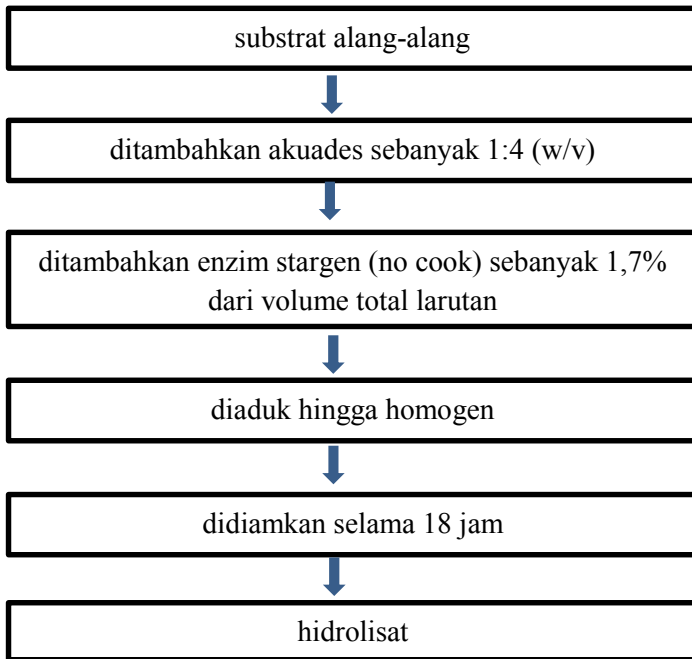 substrat alang-alang
ditambahkan akuades sebanyak 1:4 (w/v)
ditambahkan enzim stargen (no cook) sebanyak 1,7%
dari volume total larutan
diaduk hingga homogen
didiamkan selama 18 jam
hidrolisat